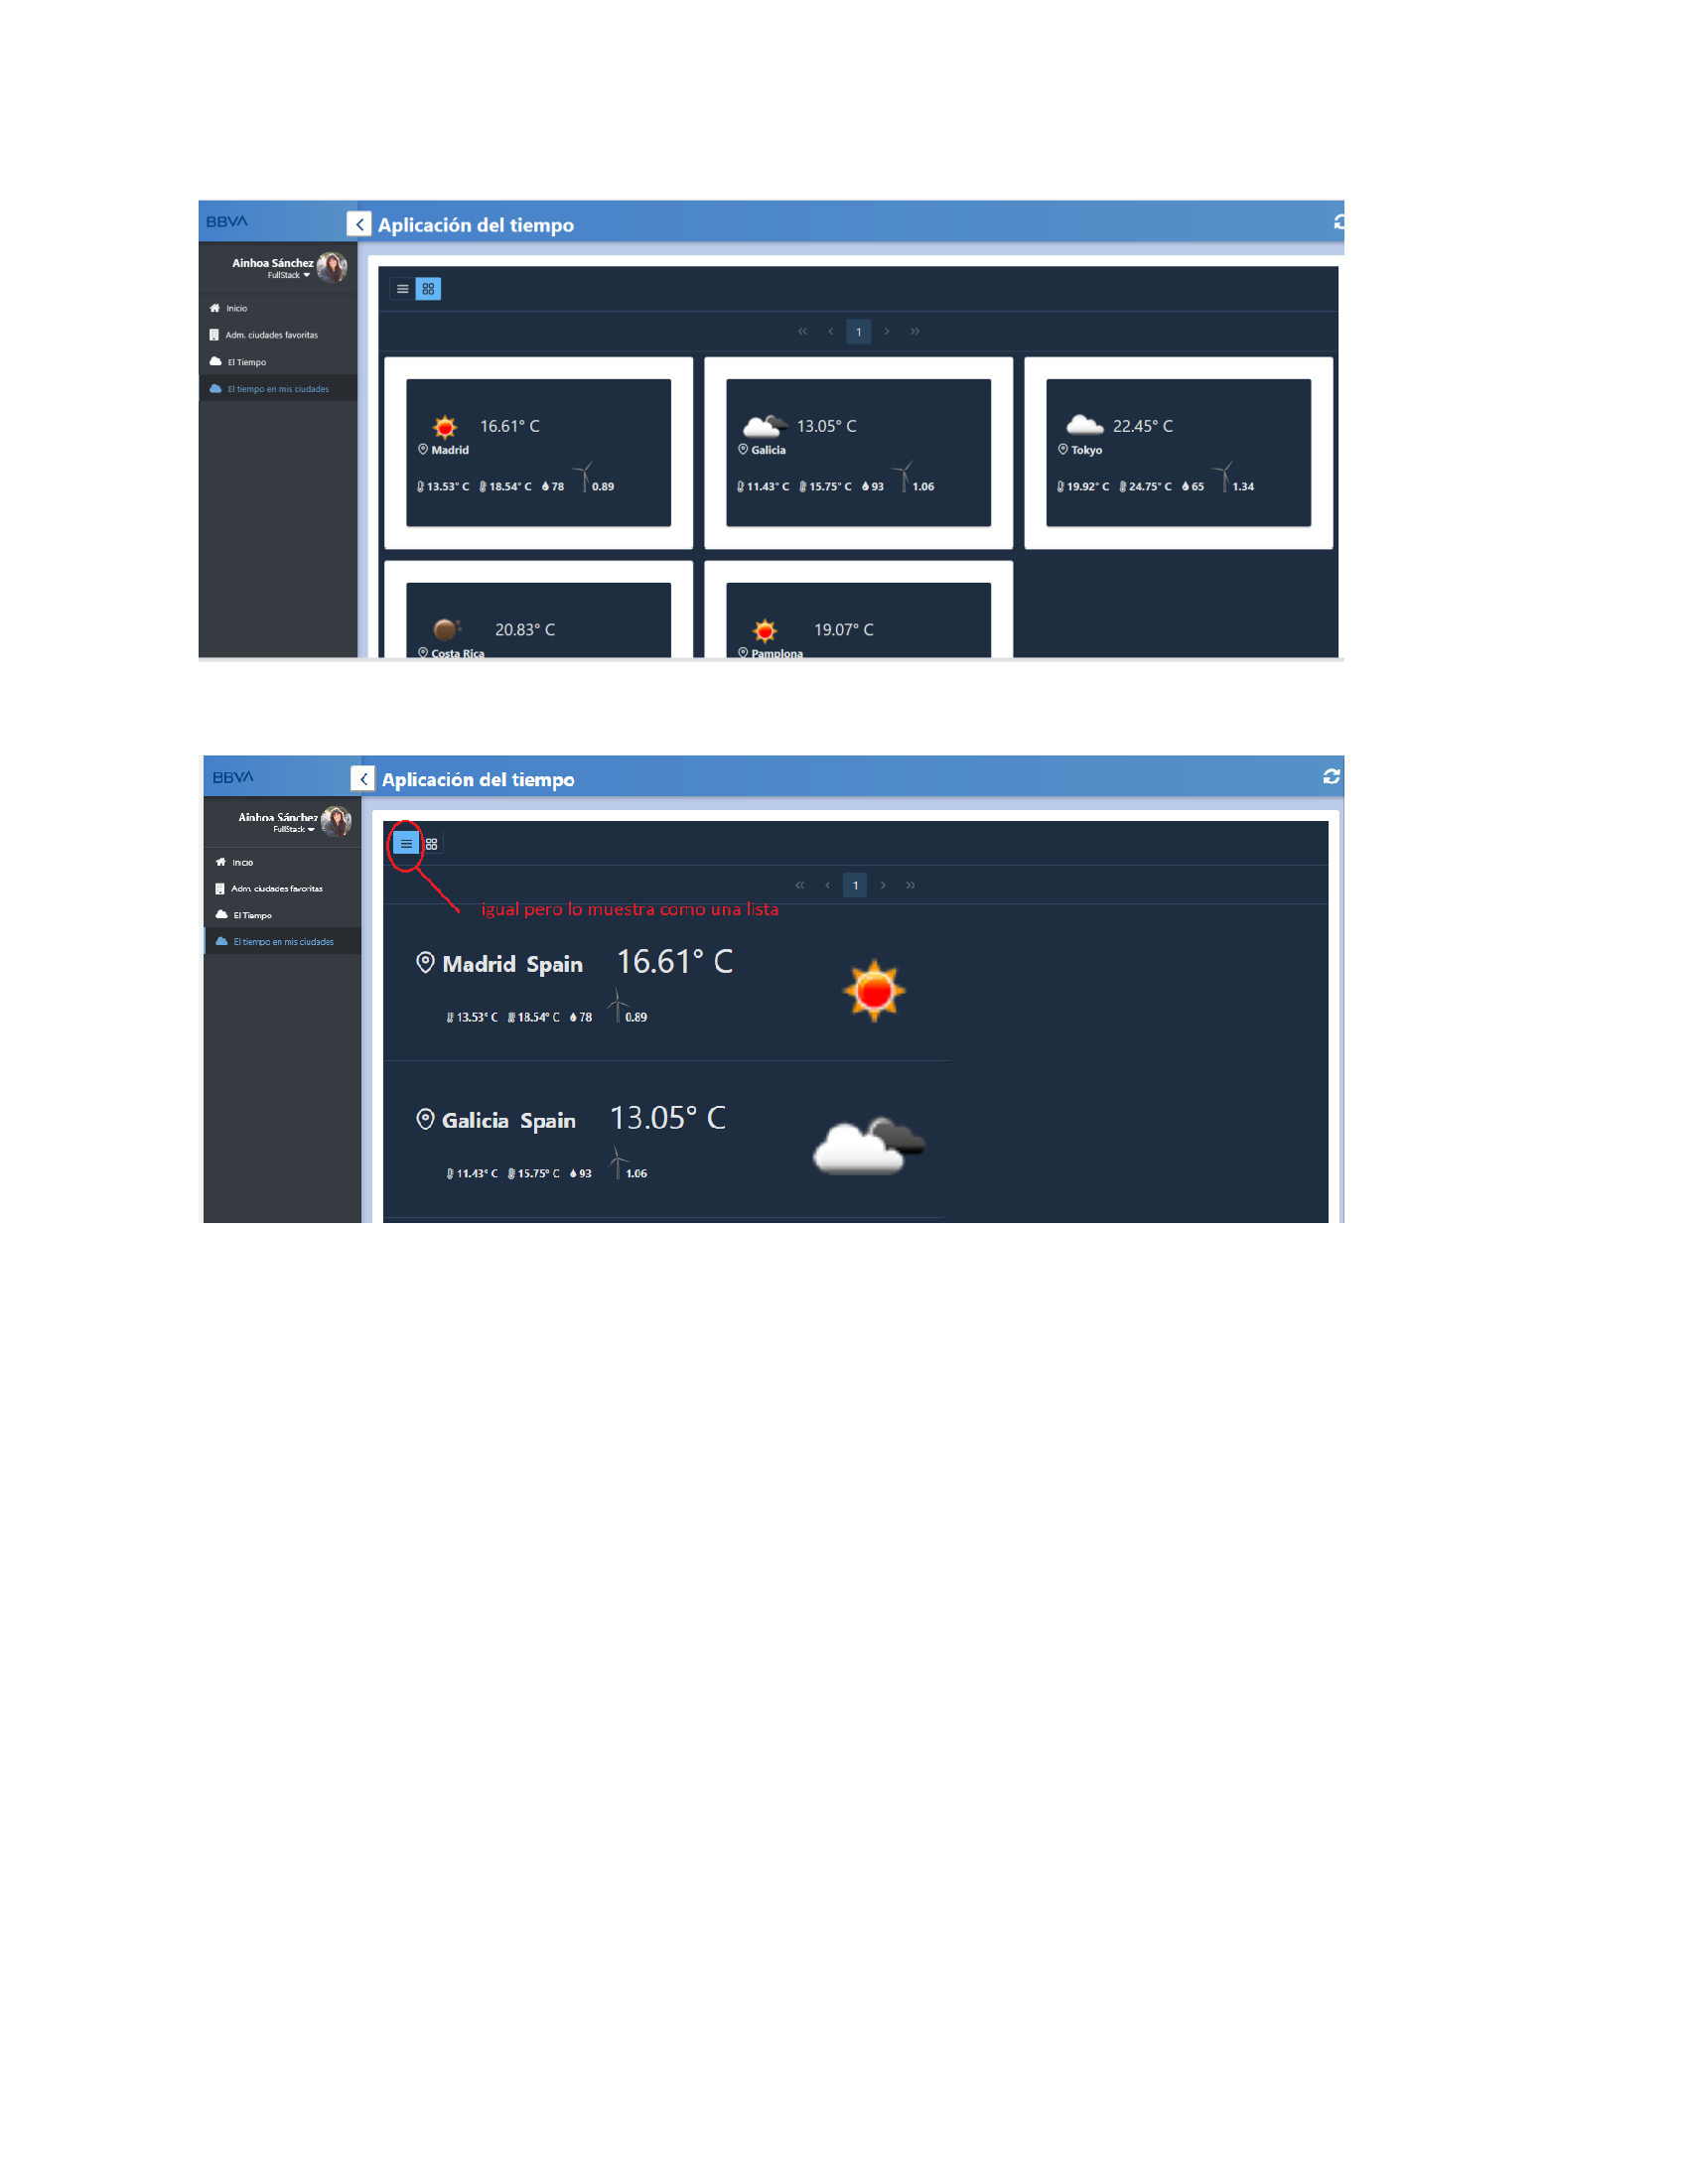 BBVA
Aplicación del tiempo
Ainhoa Sánchez
FullStack
Inicio
Adm. ciudades favoritas
El Tiempo
El tiempo en mis ciudades
1
16.61° C
Madrid
13.53° C 18.54° C 78 0.89
13.05° C
Galicia
11.43° C 15.75° C 93 1.06
22.45° C
Tokyo
19.92° C 24.75° C 65 1.34
20.83° C
Costa Rica
19.07° C
Pamplona
BBVA
Aplicación del tiempo
Ainhoa Sánchez
FullStack
Inicio
Adm. ciudades favoritas
El Tiempo
El tiempo en mis ciudades
1
igual pero lo muestra como una lista
Madrid Spain 16.61° C
13.53° C 18.54° C 78 0.89
Galicia Spain 13.05° C
11.43° C 15.75° C 93 1.06